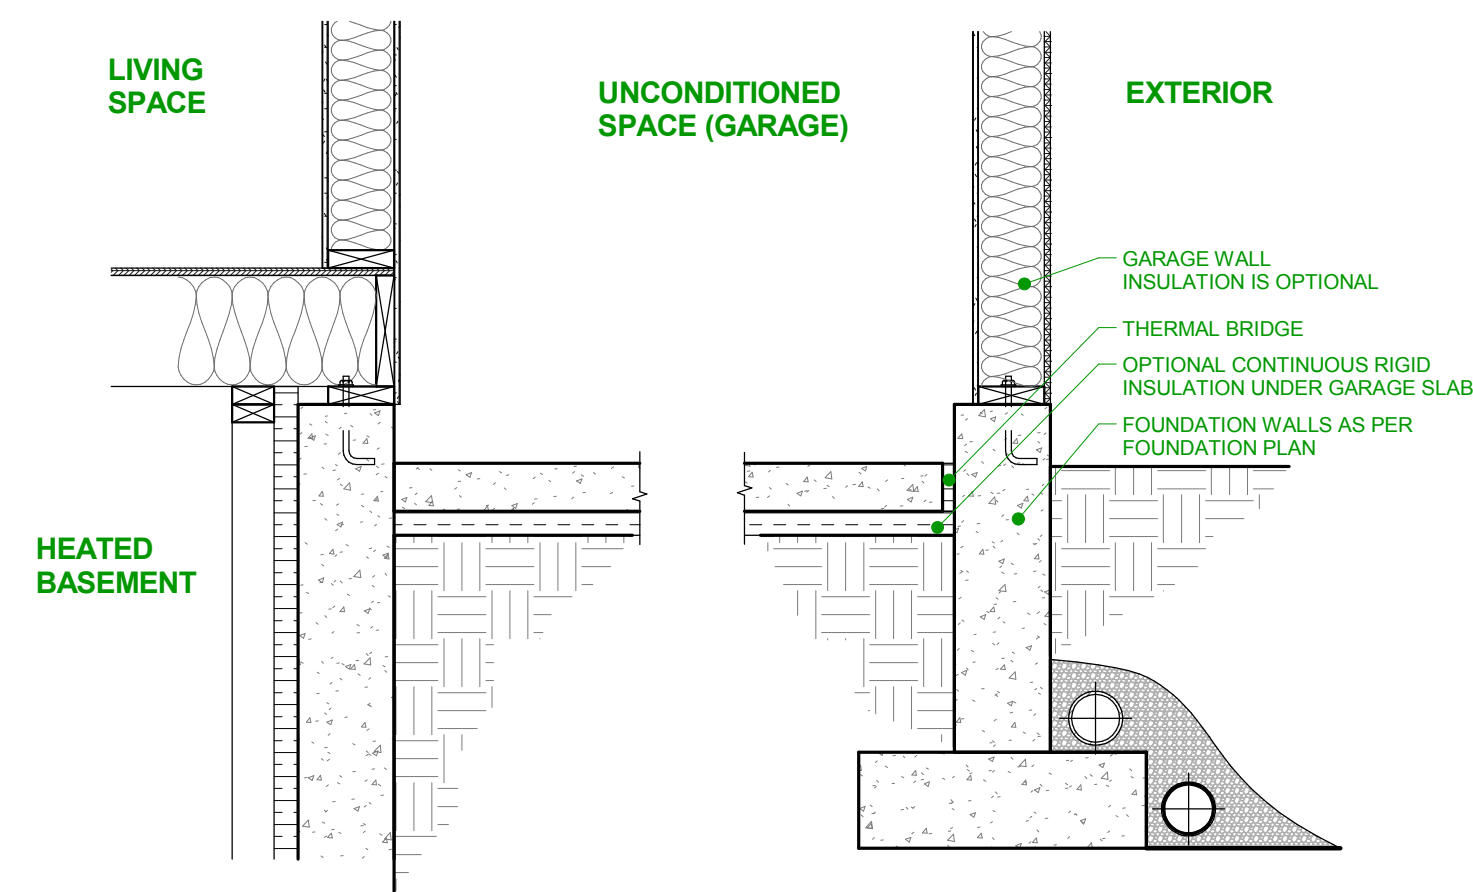 LIVING
SPACE
UNCONDITIONED
SPACE (GARAGE)
EXTERIOR
GARAGE WALL
INSULATION IS OPTIONAL
THERMAL BRIDGE
OPTIONAL CONTINUOUS RIGID
INSULATION UNDER GARAGE SLAB
FOUNDATION WALLS AS PER
FOUNDATION PLAN
HEATED
BASEMENT